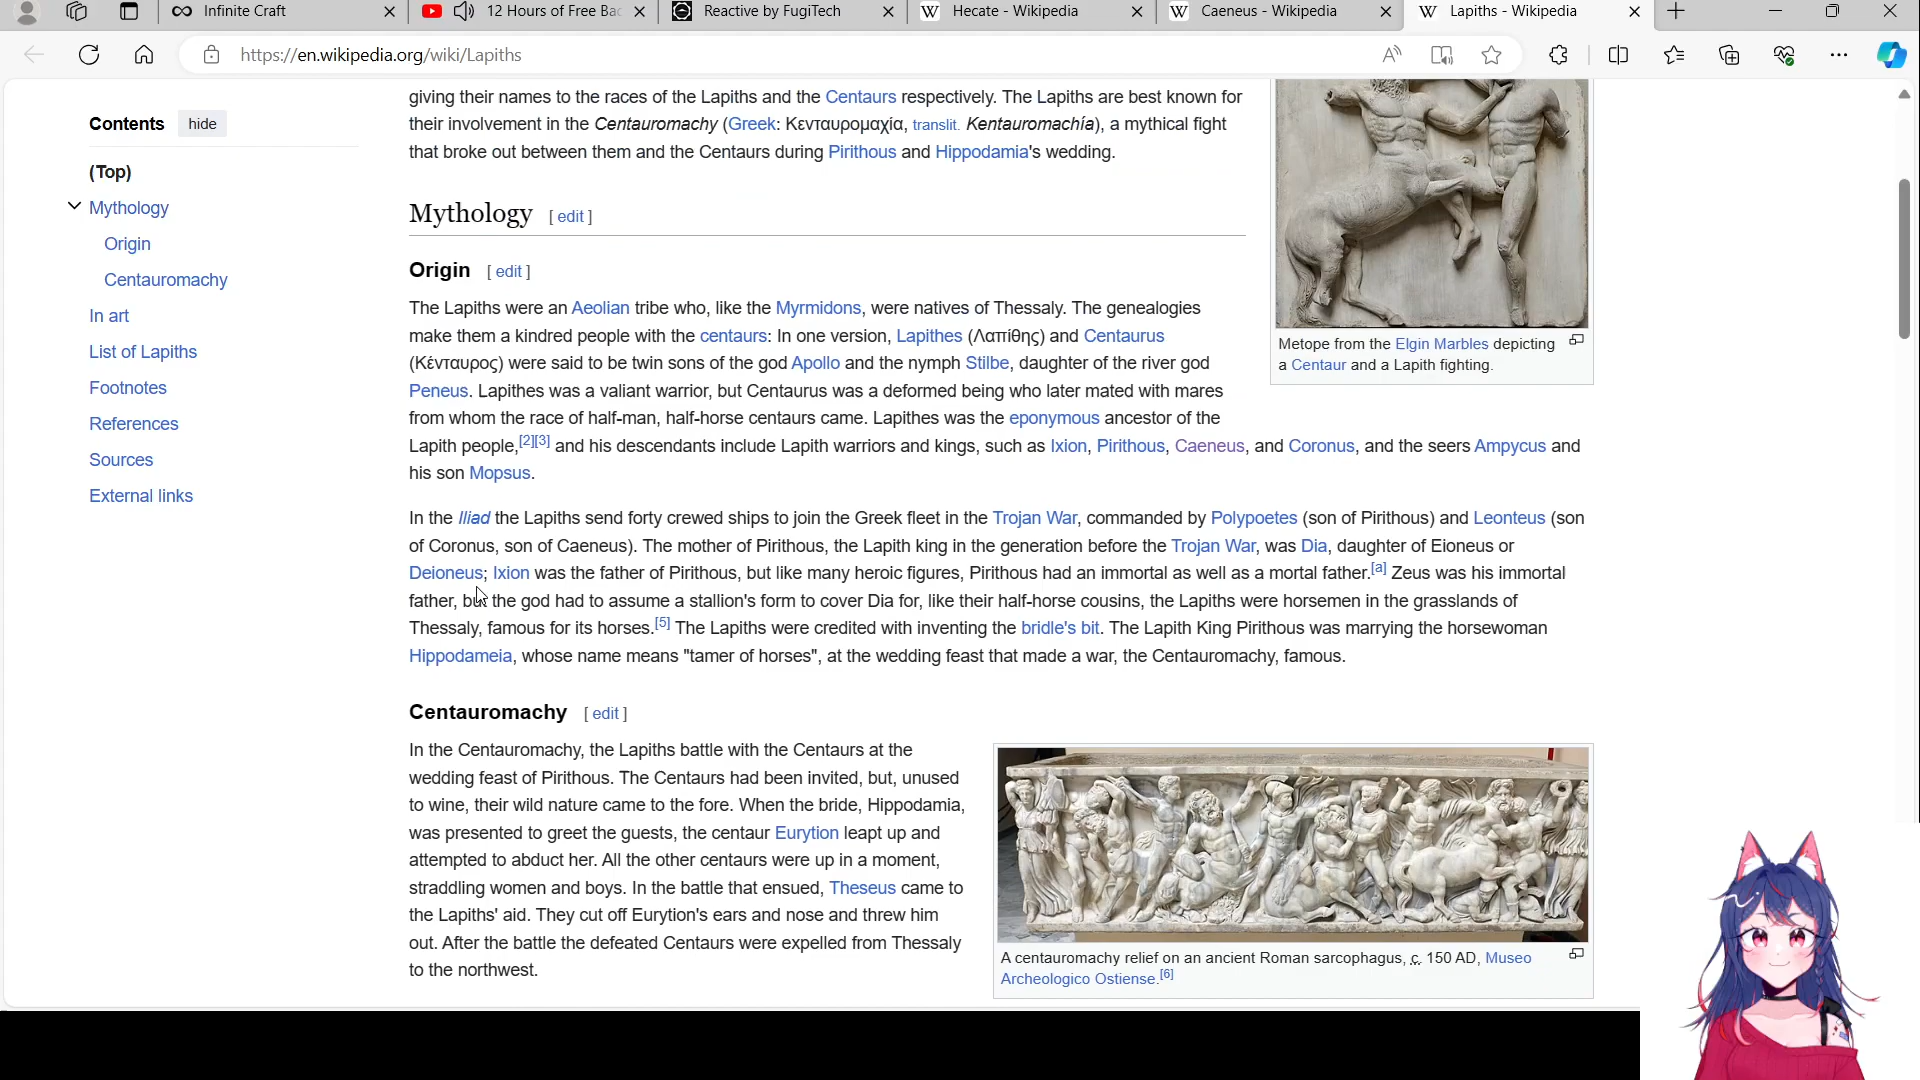 Infinite Craft
12 Hours of Free Bac
Reactive by FugiTech
W Hecate - Wikipedia
W Caeneus - Wikipedia
W Lapiths - Wikipedia
https://en.wikipedia.org/wiki/Lapiths
Contents hide
(Top)
Mythology
Origin
Centauromachy
In art
List of Lapiths
Footnotes
References
Sources
External links
giving their names to the races of the Lapiths and the Centaurs respectively. The Lapiths are best known for
their involvement in the Centauromachy (Greek: Κενταυρομαχία, translit. Kentauromachía), a mythical fight
that broke out between them and the Centaurs during Pirithous and Hippodamia's wedding.
Mythology [ edit ]
Origin [ edit ]
The Lapiths were an Aeolian tribe who, like the Myrmidons, were natives of Thessaly. The genealogies
make them a kindred people with the centaurs: In one version, Lapithes (Λαπίθης) and Centaurus
(Κένταυρος) were said to be twin sons of the god Apollo and the nymph Stilbe, daughter of the river god
Peneus. Lapithes was a valiant warrior, but Centaurus was a deformed being who later mated with mares
from whom the race of half-man, half-horse centaurs came. Lapithes was the eponymous ancestor of the
Lapith people,[2][3] and his descendants include Lapith warriors and kings, such as Ixion, Pirithous, Caeneus, and Coronus, and the seers Ampycus and
his son Mopsus.
Metope from the Elgin Marbles depicting
a Centaur and a Lapith fighting.
In the Iliad the Lapiths send forty crewed ships to join the Greek fleet in the Trojan War, commanded by Polypoetes (son of Pirithous) and Leonteus (son
of Coronus, son of Caeneus). The mother of Pirithous, the Lapith king in the generation before the Trojan War, was Dia, daughter of Eioneus or
Deioneus; Ixion was the father of Pirithous, but like many heroic figures, Pirithous had an immortal as well as a mortal father.[a] Zeus was his immortal
father, but the god had to assume a stallion's form to cover Dia for, like their half-horse cousins, the Lapiths were horsemen in the grasslands of
Thessaly, famous for its horses.[5] The Lapiths were credited with inventing the bridle's bit. The Lapith King Pirithous was marrying the horsewoman
Hippodameia, whose name means "tamer of horses", at the wedding feast that made a war, the Centauromachy, famous.
Centauromachy [ edit ]
In the Centauromachy, the Lapiths battle with the Centaurs at the
wedding feast of Pirithous. The Centaurs had been invited, but, unused
to wine, their wild nature came to the fore. When the bride, Hippodamia,
was presented to greet the guests, the centaur Eurytion leapt up and
attempted to abduct her. All the other centaurs were up in a moment,
straddling women and boys. In the battle that ensued, Theseus came to
the Lapiths' aid. They cut off Eurytion's ears and nose and threw him
out. After the battle the defeated Centaurs were expelled from Thessaly
to the northwest.
A centauromachy relief on an ancient Roman sarcophagus, c. 150 AD, Museo
Archeologico Ostiense.[6]